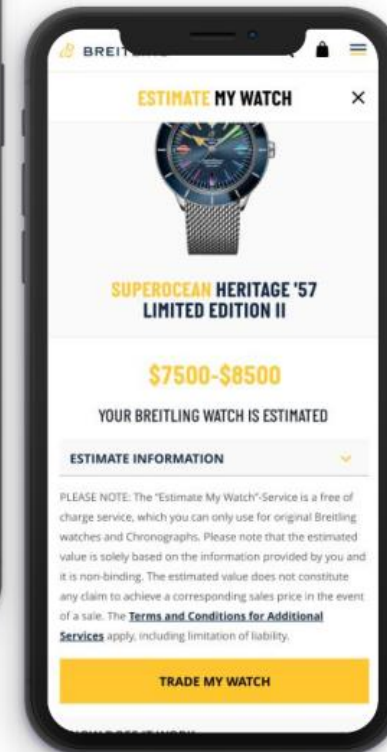 BREIT
ESTIMATE MY WATCH
SUPEROCEAN HERITAGE '57
LIMITED EDITION II
$7500-$8500
YOUR BREITLING WATCH IS ESTIMATED
ESTIMATE INFORMATION
PLEASE NOTE: The "Estimate My Watch"-Service is a free of
charge service, which you can only use for original Breitling
watches and Chronographs. Please note that the estimated
value is solely based on the information provided by you and
it is non-binding. The estimated value does not constitute
any claim to achieve a corresponding sales price in the event
of a sale. The Terms and Conditions for Additional
Services apply, including limitation of liability.
TRADE MY WATCH